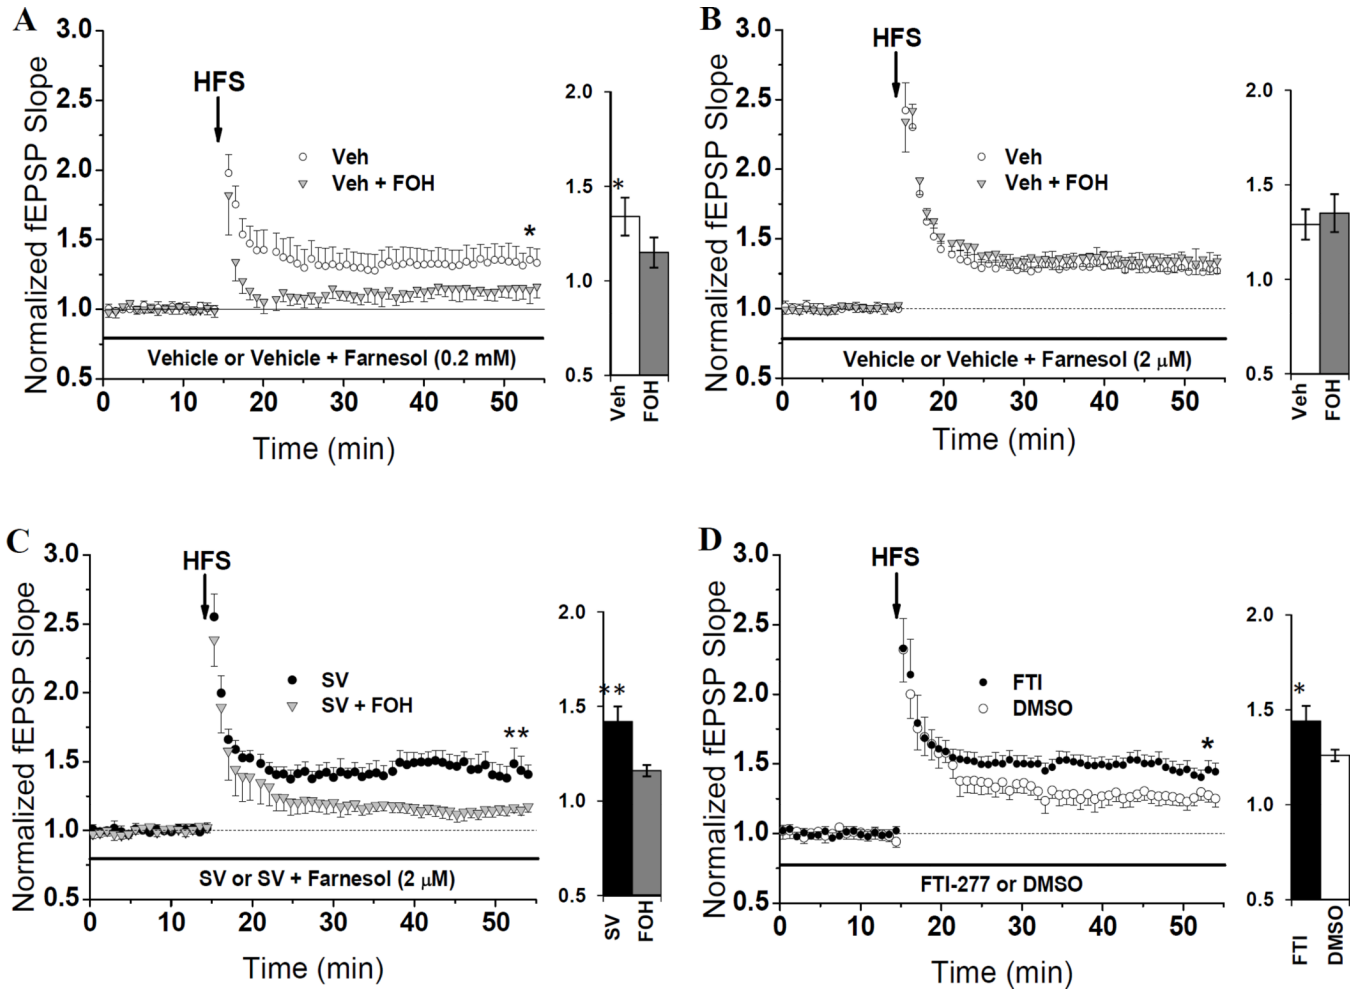 A
Normalized fEPSP Slope
3.0
2.5
2.0
1.5
1.0
0.5
HFS
Veh
Veh + FOH
*
Vehicle or Vehicle + Farnesol (0.2 mM)
0 10 20 30 40 50
Time (min)
2.0
1.5
1.0
0.5
*
Veh
FOH
B
Normalized fEPSP Slope
3.0
2.5
2.0
1.5
1.0
0.5
HFS
Veh
Veh + FOH
Vehicle or Vehicle + Farnesol (2 μM)
0 10 20 30 40 50
Time (min)
2.0
1.5
1.0
0.5
Veh
FOH
C
Normalized fEPSP Slope
3.0
2.5
2.0
1.5
1.0
0.5
HFS
SV
SV + FOH
**
SV or SV + Farnesol (2 μM)
0 10 20 30 40 50
Time (min)
2.0
1.5
1.0
0.5
**
SV
FOH
D
Normalized fEPSP Slope
3.0
2.5
2.0
1.5
1.0
0.5
HFS
FTI
DMSO
*
FTI-277 or DMSO
0 10 20 30 40 50
Time (min)
2.0
1.5
1.0
0.5
*
FTI
DMSO